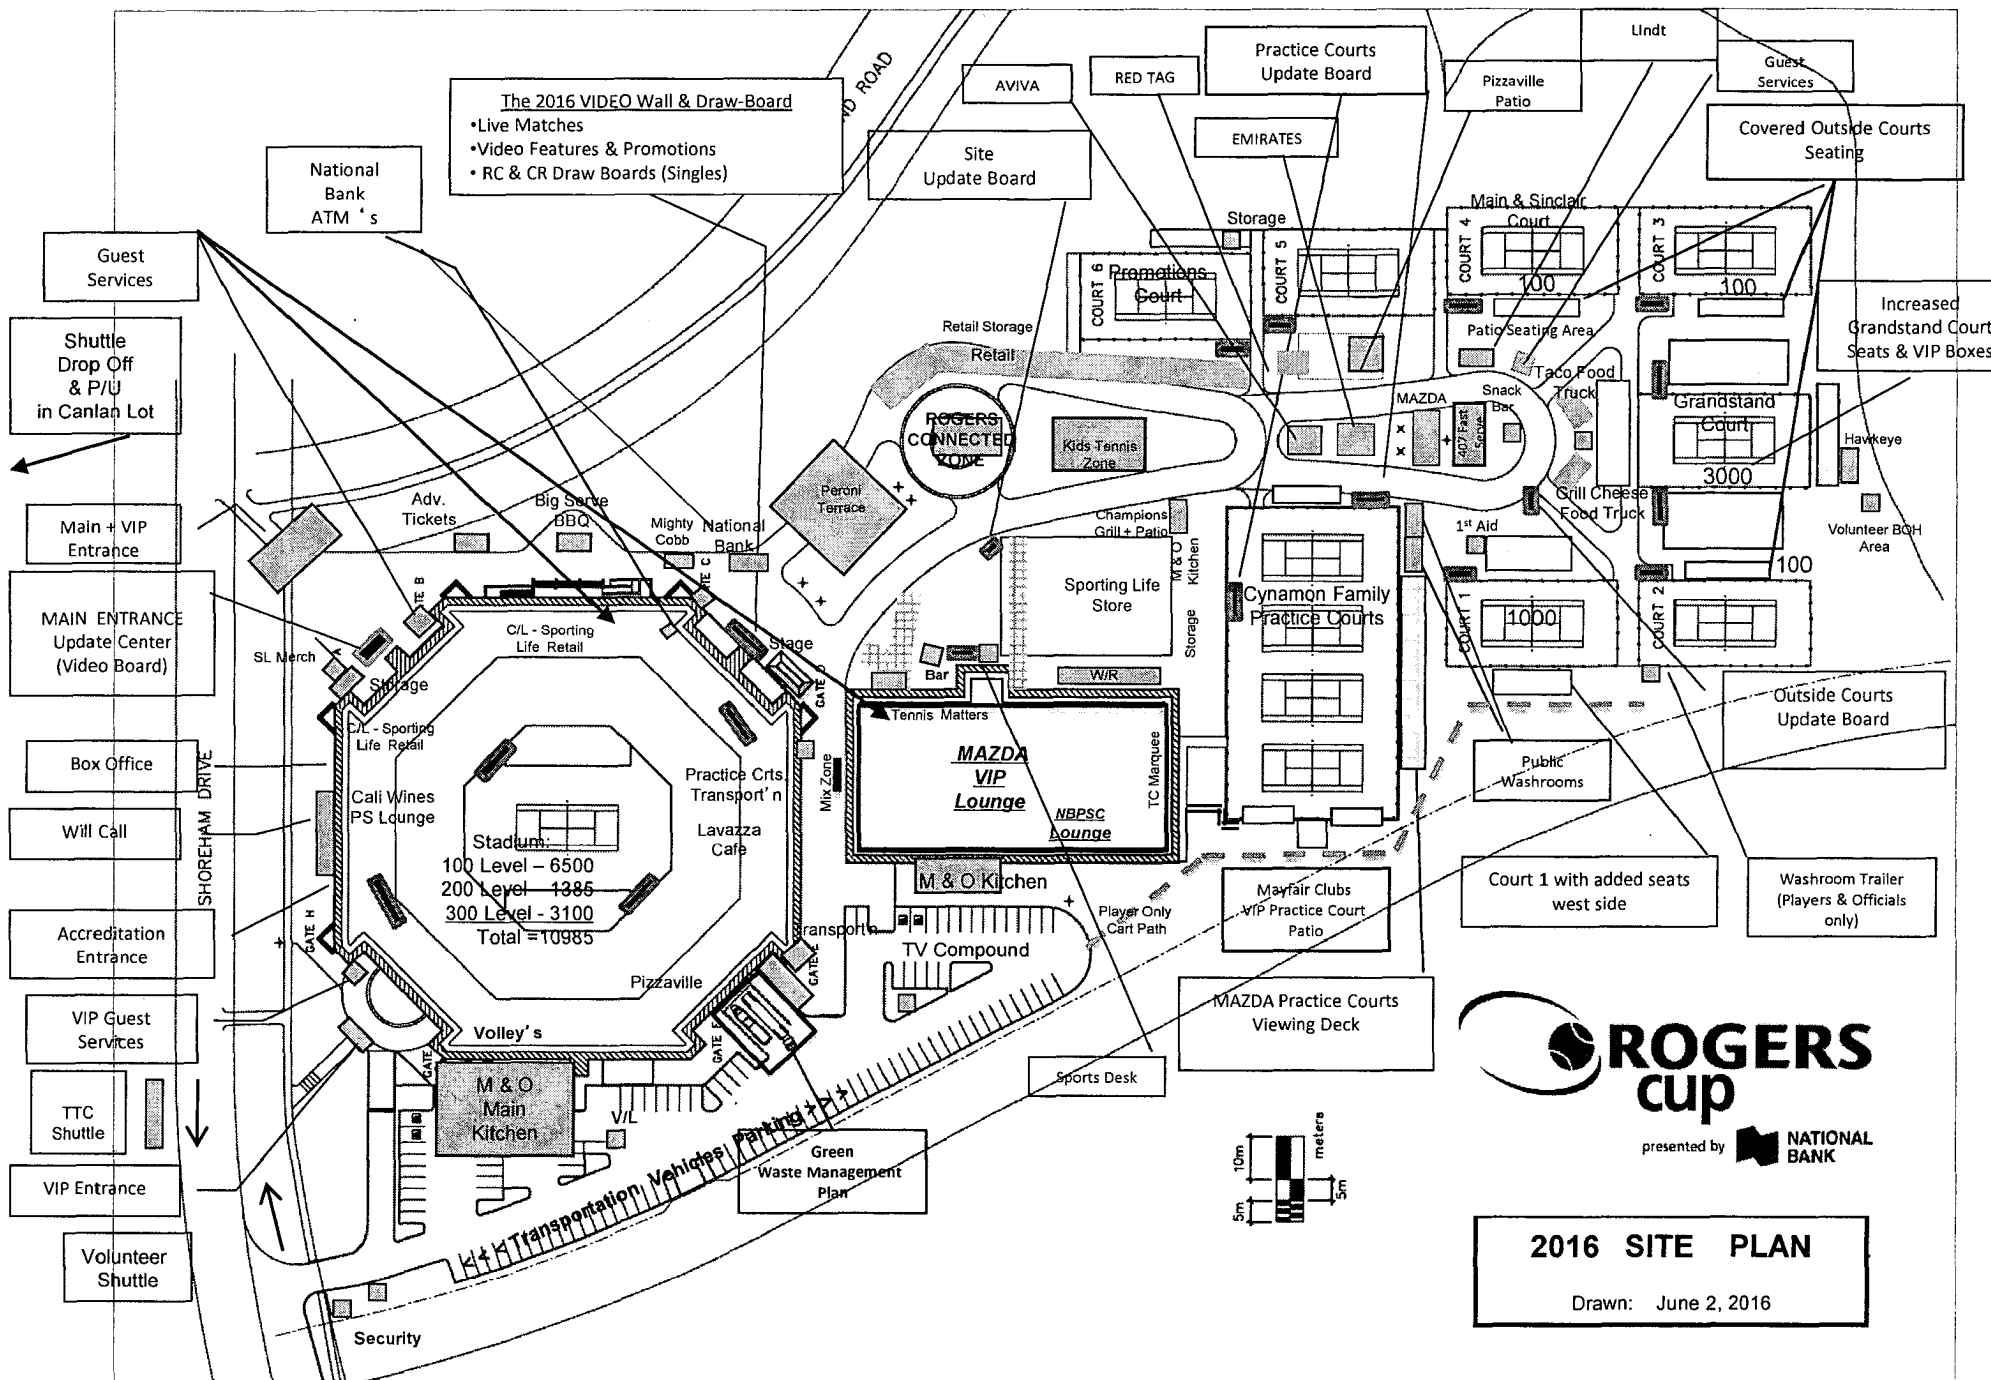 Lindt
Guest
Services
Practice Courts
Update Board
Pizzaville
Patio
RED TAG
AVIVA
EMIRATES
The 2016 VIDEO Wall & Draw-Board
•Live Matches
•Video Features & Promotions
• RC & CR Draw Boards (Singles)
ROAD
Site
Update Board
Covered Outside Courts
Seating
National
Bank
ATM 's
Guest
Services
Shuttle
Drop Off
& P/U
in Canlan Lot
Main + VIP
Entrance
MAIN ENTRANCE
Update Center
(Video Board)
Box Office
Will Call
Accreditation
Entrance
VIP Guest
Services
TTC
Shuttle
VIP Entrance
Volunteer
Shuttle
Security
SHOREHAM DRIVE
Storage
COURT 6
Promotions
Court
COURT 5
COURT 4
Main & Sinclair
Court
100
COURT 3
100
Increased
Grandstand Court
Seats & VIP Boxes
Retail Storage
Retail
Patio Seating Area
Taco Food
Truck
Snack
Bar
MAZDA
407 Fast
Serve
Grandstand
Court
3000
Hawkeye
Volunteer BOH
Area
ROGERS
CONNECTED
ZONE
Kids Tennis
Zone
Peroni
Terrace
Adv.
Tickets
Big Serve
BBQ
Mighty
Cobb
National
Bank
Champions
Grill + Patio
M & O
Kitchen
Grill Cheese
Food Truck
1st Aid
100
Sporting Life
Store
Storage
Cynamon Family
Practice Courts
COURT 1
1000
COURT 2
SL Merch
Storage
C/L - Sporting
Life Retail
Stage
C/L - Sporting
Life Retail
Bar
W/R
Tennis Matters
MAZDA
VIP
Lounge
NBPSC
Lounge
TC Marquee
Mix Zone
Practice Crts.
Transport'n
Lavazza
Cafe
Cali Wines
PS Lounge
Stadium:
100 Level – 6500
200 Level – 1385
300 Level - 3100
Total =10985
GATE H
Pizzaville
Volley's
M & O
Main
Kitchen
V/L
M & O Kitchen
TV Compound
Player Only
Cart Path
Outside Courts
Update Board
Public
Washrooms
Mayfair Clubs
VIP Practice Court
Patio
Court 1 with added seats
west side
Washroom Trailer
(Players & Officials
only)
MAZDA Practice Courts
Viewing Deck
Sports Desk
Green
Waste Management
Plan
< < < Transportation Vehicles Parking > > >
10m
5m
5m
meters
ROGERS
cup
presented by
NATIONAL
BANK
2016 SITE PLAN
Drawn: June 2, 2016